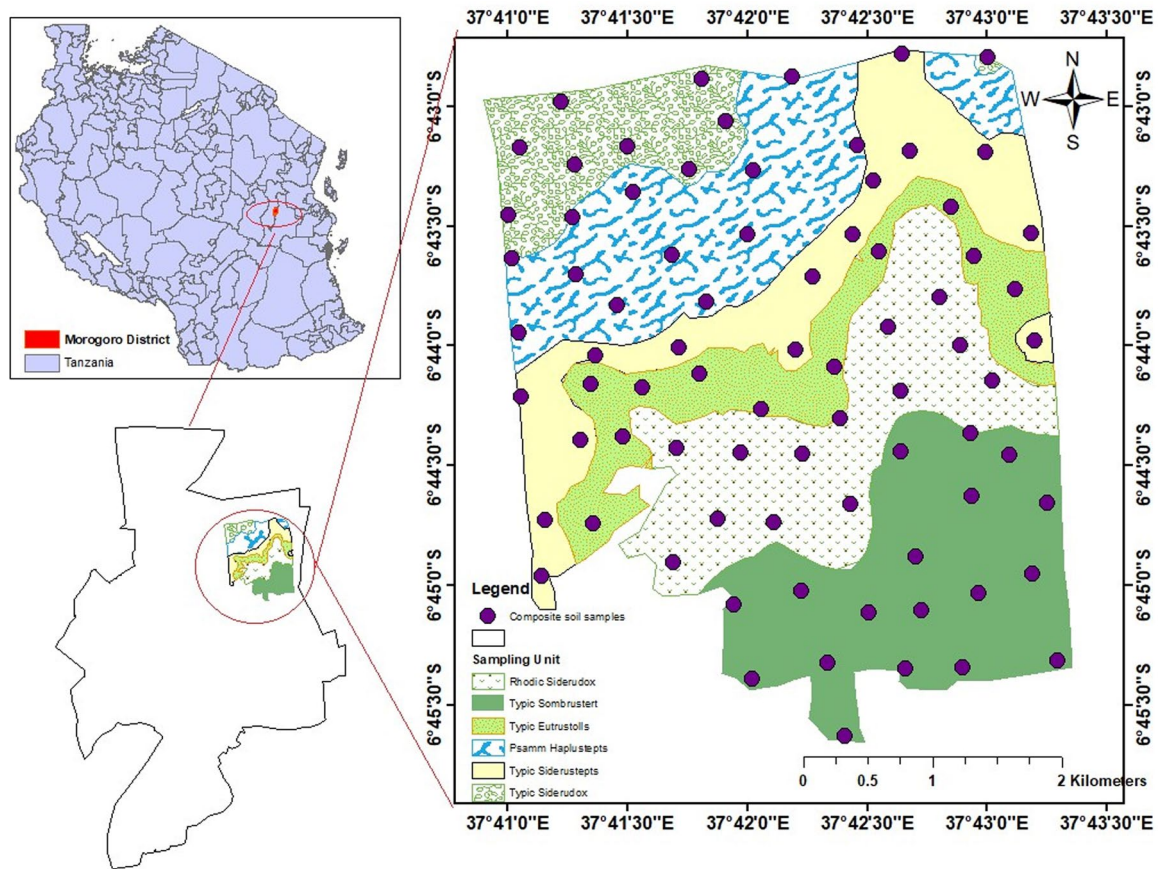 37°41'0"E 37°41'30"E 37°42'0"E 37°42'30"E 37°43'0"E 37°43'30"E
6°43'0"S
6°43'30"S
6°44'0"S
6°44'30"S
6°45'0"S
6°45'30"S
N
W E
S
6°43'0"S
6°43'30"S
6°44'0"S
6°44'30"S
6°45'0"S
6°45'30"S
Morogoro District
Tanzania
Legend
Composite soil samples
Sampling Unit
Rhodic Siderudox
Typic Sombrustert
Typic Eutrustolls
Psamm Haplustepts
Typic Siderustepts
Typic Siderudox
0 0.5 1 2 Kilometers
37°41'0"E 37°41'30"E 37°42'0"E 37°42'30"E 37°43'0"E 37°43'30"E